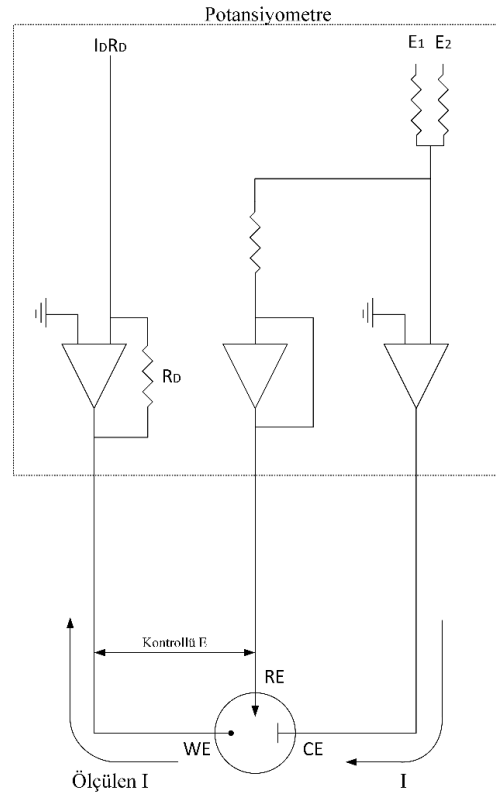 Potansiyometre
IDRD
E1 E2
RD
Kontrollü E
RE
WE
CE
Ölçülen I
I